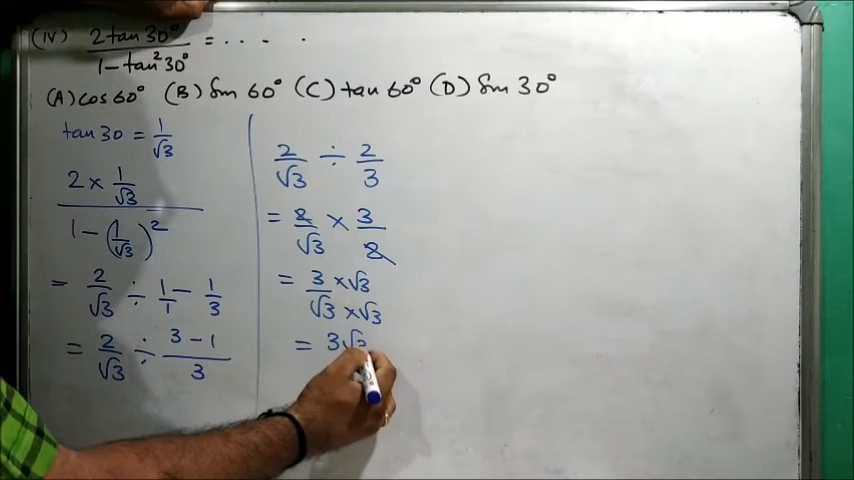 (IV) 2 tan 30° / 1 - tan² 30° = . . - - .
(A) cos 60° (B) Sin 60° (C) tan 60° (D) Sin 30°
tan 30 = 1/√3
2 × 1/√3 / 1 - (1/√3)²
= 2/√3 ÷ 1/1 - 1/3
= 2/√3 ÷ 3 - 1 / 3
2/√3 ÷ 2/3
= 2/√3 × 3/2
= 3 × √3 / √3 × √3
= 3√3